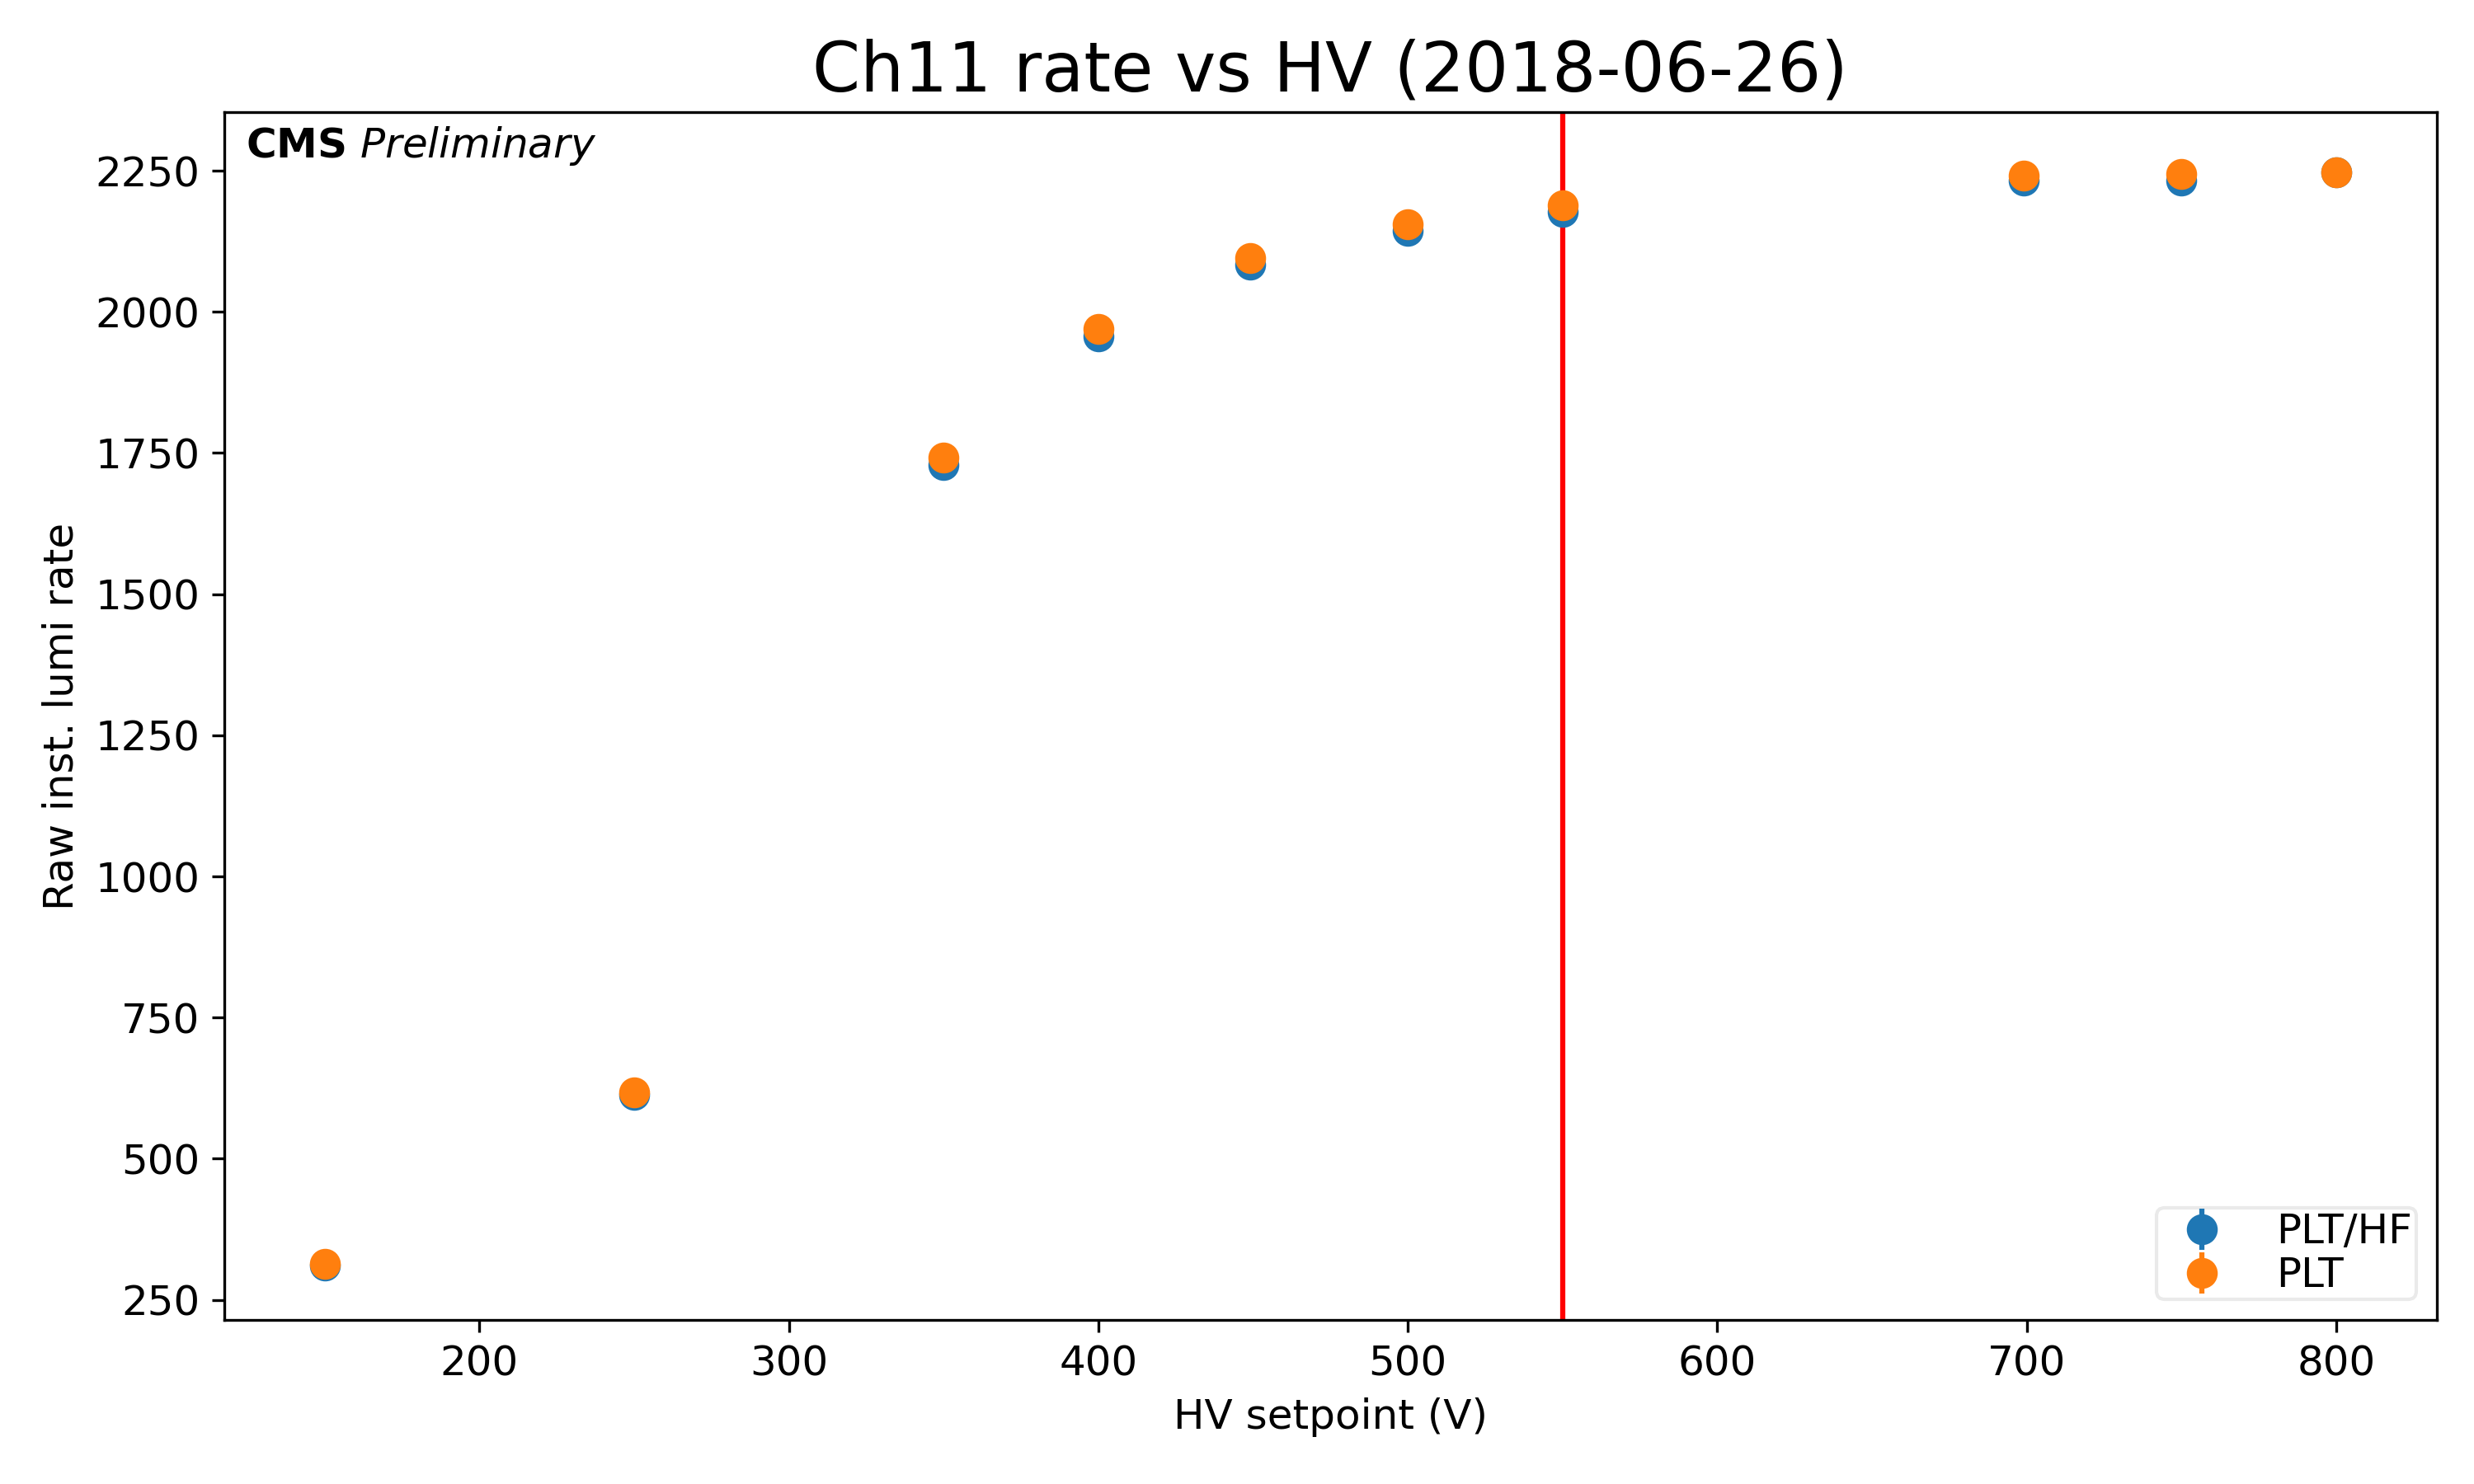 Ch11 rate vs HV (2018-06-26)
CMS Preliminary
Raw inst. lumi rate
2250
2000
1750
1500
1250
1000
750
500
250
200 300 400 500 600 700 800
HV setpoint (V)
PLT/HF
PLT